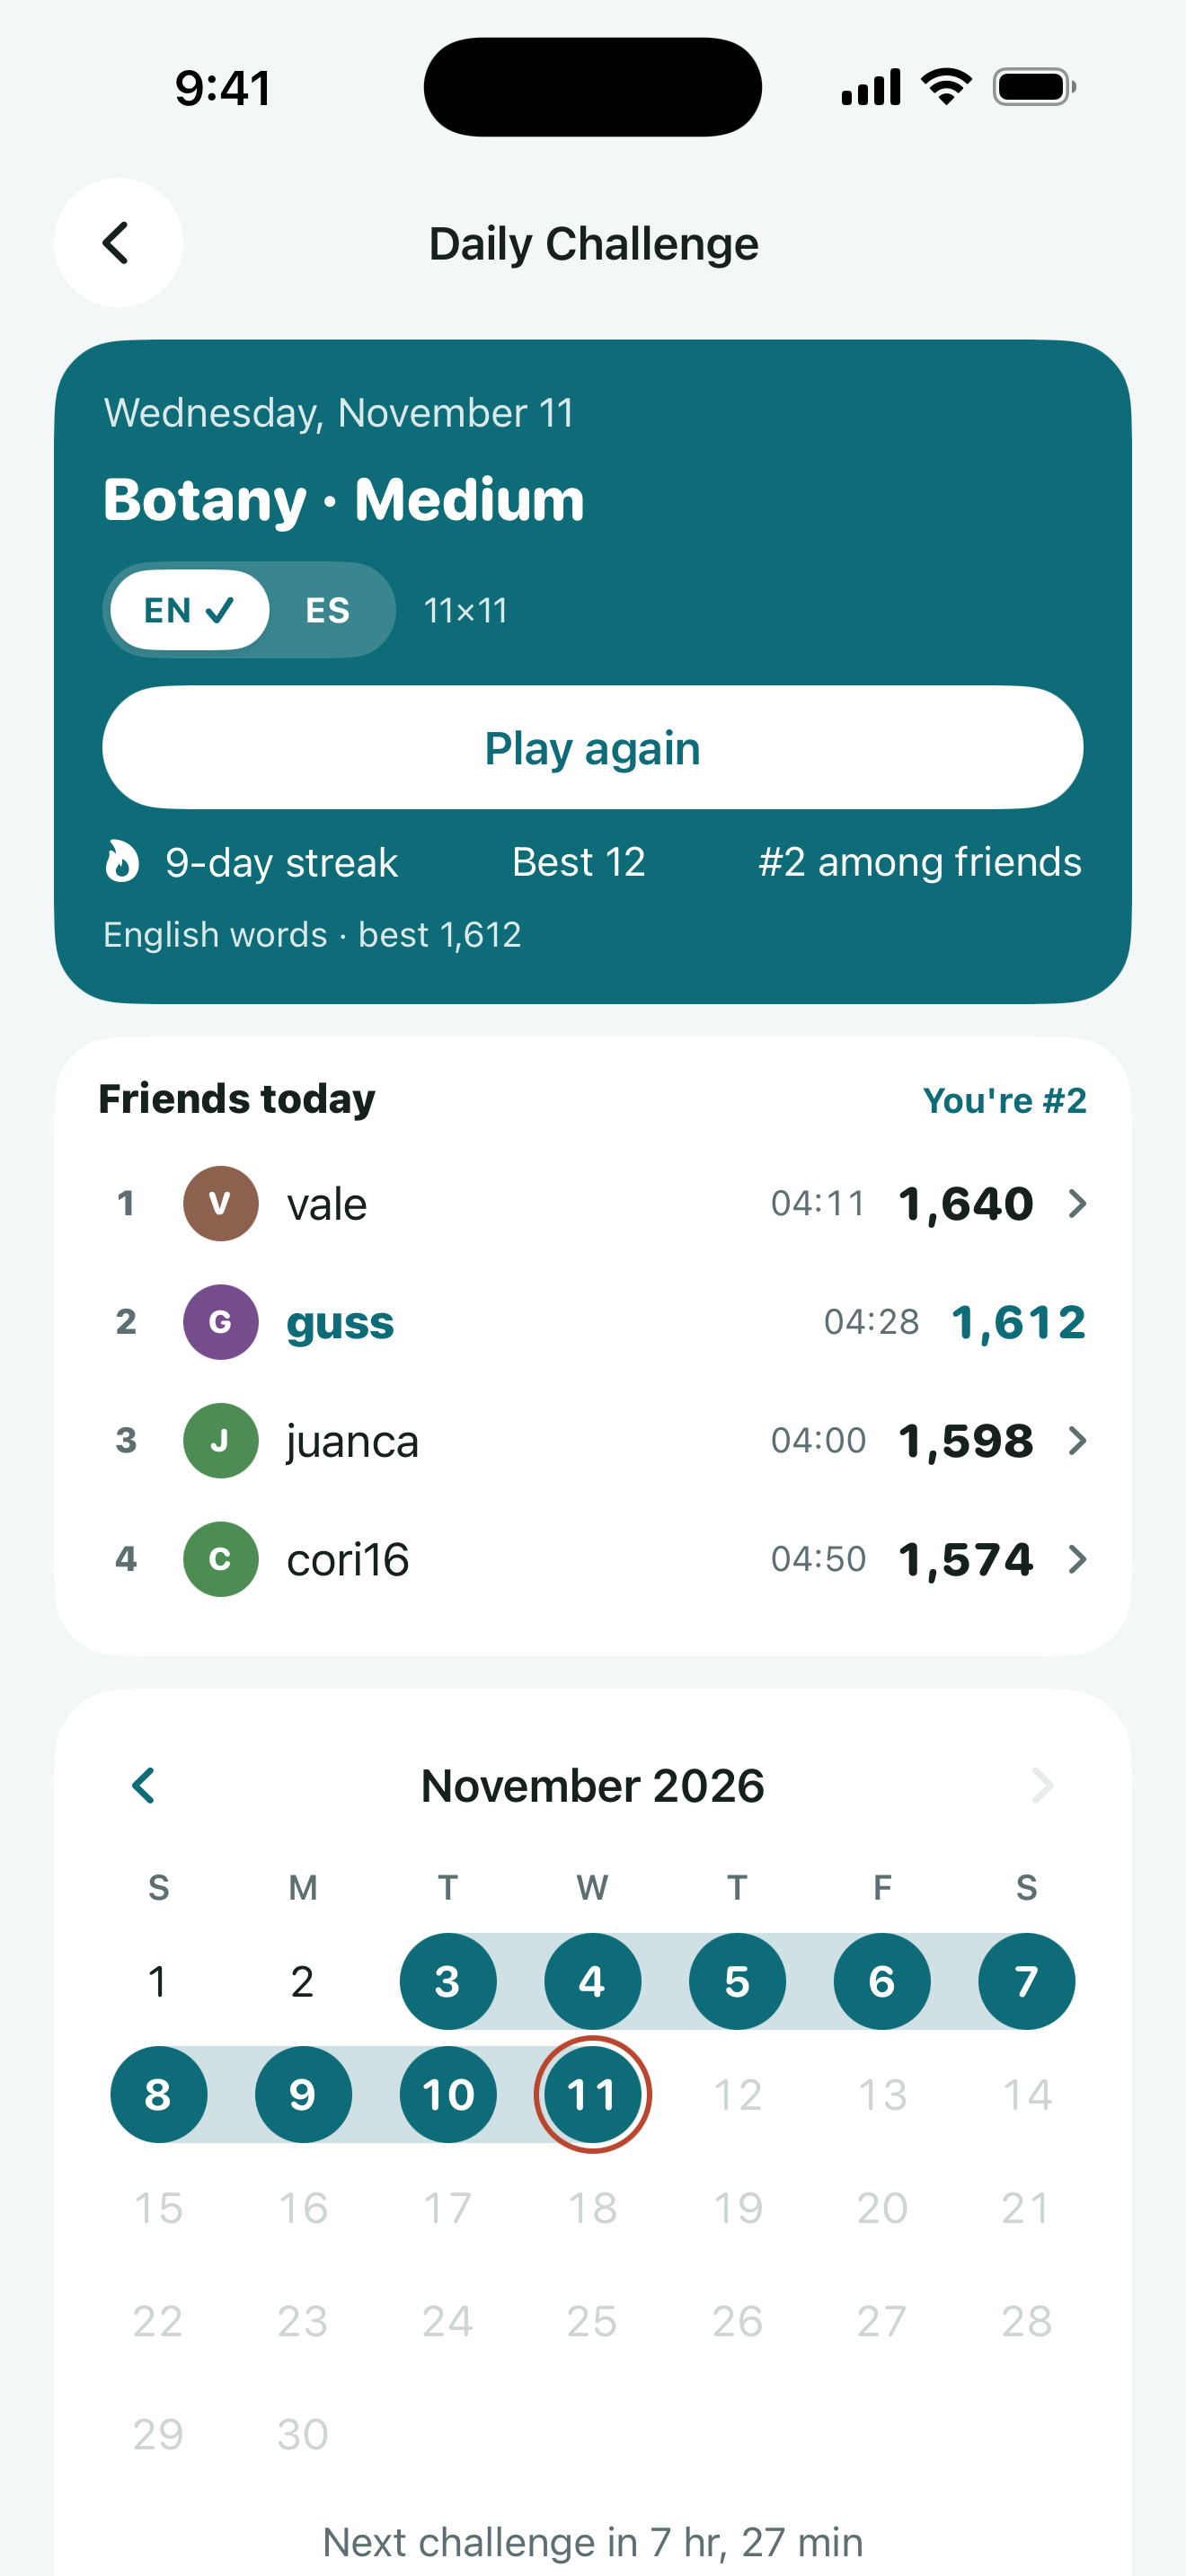 9:41
Daily Challenge
Wednesday, November 11
Botany · Medium
EN ✓ ES 11×11
Play again
9-day streak Best 12 #2 among friends
English words · best 1,612
Friends today You're #2
1 V vale 04:11 1,640
2 G guss 04:28 1,612
3 J juanca 04:00 1,598
4 C cori16 04:50 1,574
November 2026
S M T W T F S
1 2 3 4 5 6 7
8 9 10 11 12 13 14
15 16 17 18 19 20 21
22 23 24 25 26 27 28
29 30
Next challenge in 7 hr, 27 min